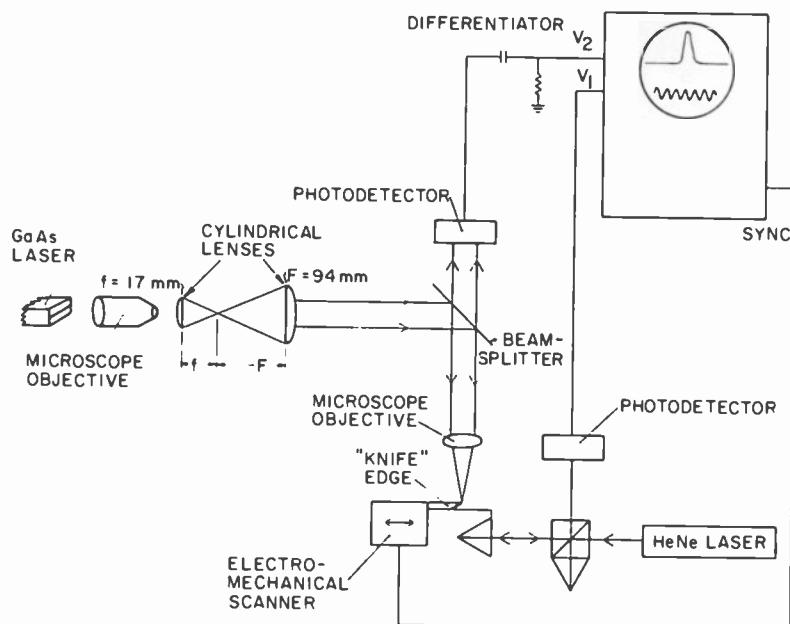 DIFFERENTIATOR
V2
V1
PHOTODETECTOR
SYNC
GaAs
LASER
CYLINDRICAL
LENSES
f = 17 mm
F = 94 mm
MICROSCOPE
OBJECTIVE
f
-F
BEAM-
SPLITTER
MICROSCOPE
OBJECTIVE
PHOTODETECTOR
"KNIFE"
EDGE
HeNe LASER
ELECTRO-
MECHANICAL
SCANNER